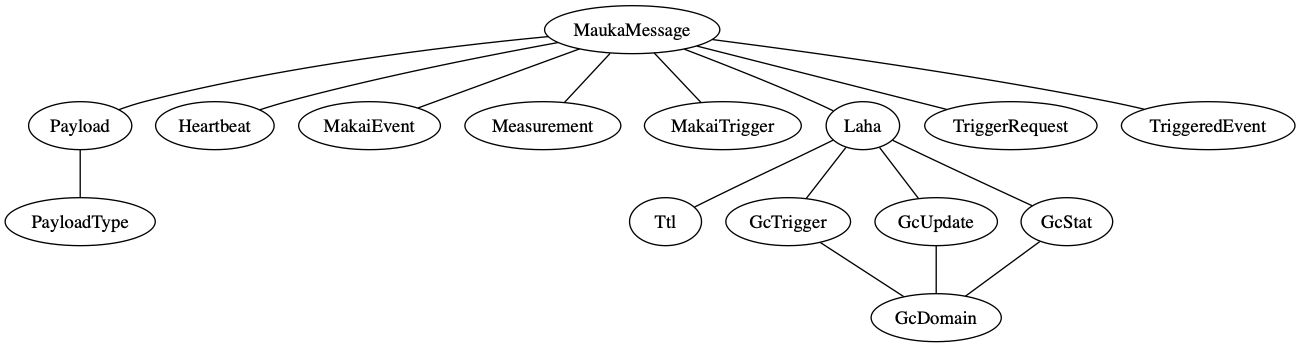 MaukaMessage
Payload
Heartbeat
MakaiEvent
Measurement
MakaiTrigger
Laha
TriggerRequest
TriggeredEvent
PayloadType
Ttl
GcTrigger
GcUpdate
GcStat
GcDomain